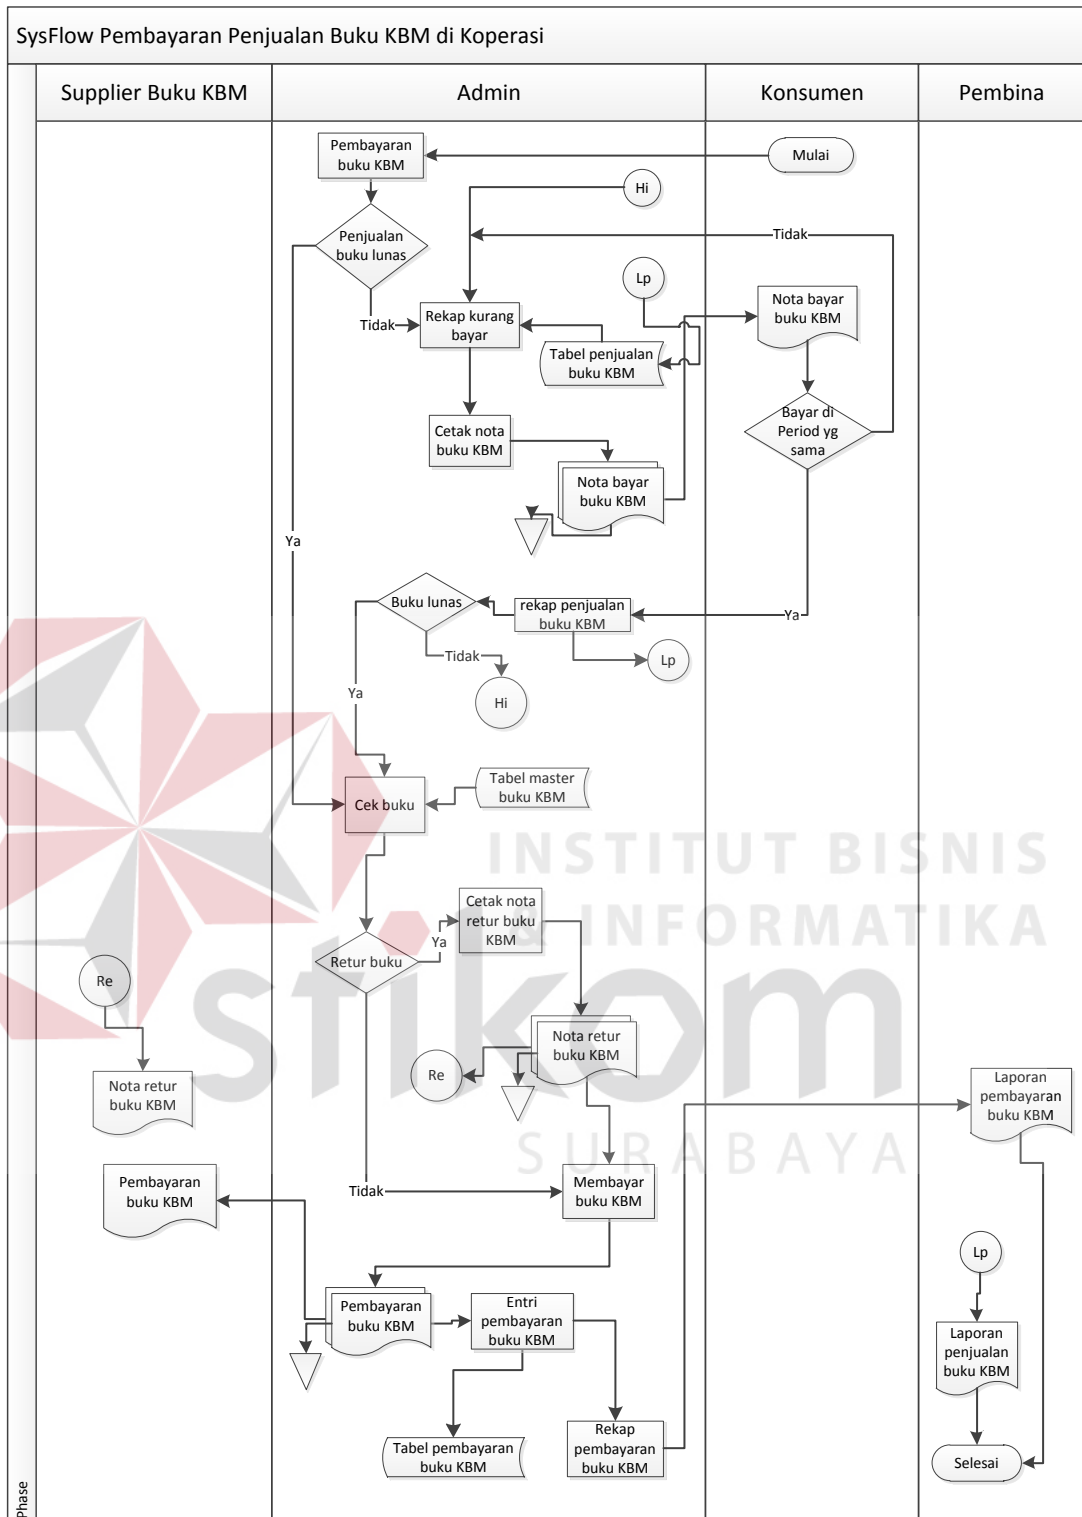 SysFlow Pembayaran Penjualan Buku KBM di Koperasi
Supplier Buku KBM
Admin
Konsumen
Pembina
Pembayaran
buku KBM
Mulai
Hi
Penjualan
buku lunas
Tidak
Lp
Nota bayar
buku KBM
Tidak
Rekap kurang
bayar
Tabel penjualan
buku KBM
Bayar di
Period yg
sama
Cetak nota
buku KBM
Nota bayar
buku KBM
Ya
Buku lunas
rekap penjualan
buku KBM
Ya
Tidak
Lp
Ya
Hi
Cek buku
Tabel master
buku KBM
INSTITUT BISNIS
& INFORMATIKA
stikom
SURABAYA
Cetak nota
retur buku
KBM
Ya
Retur buku
Re
Nota retur
buku KBM
Re
Nota retur
buku KBM
Laporan
pembayaran
buku KBM
Pembayaran
buku KBM
Tidak
Membayar
buku KBM
Lp
Pembayaran
buku KBM
Entri
pembayaran
buku KBM
Laporan
penjualan
buku KBM
Tabel pembayaran
buku KBM
Rekap
pembayaran
buku KBM
Selesai
Phase